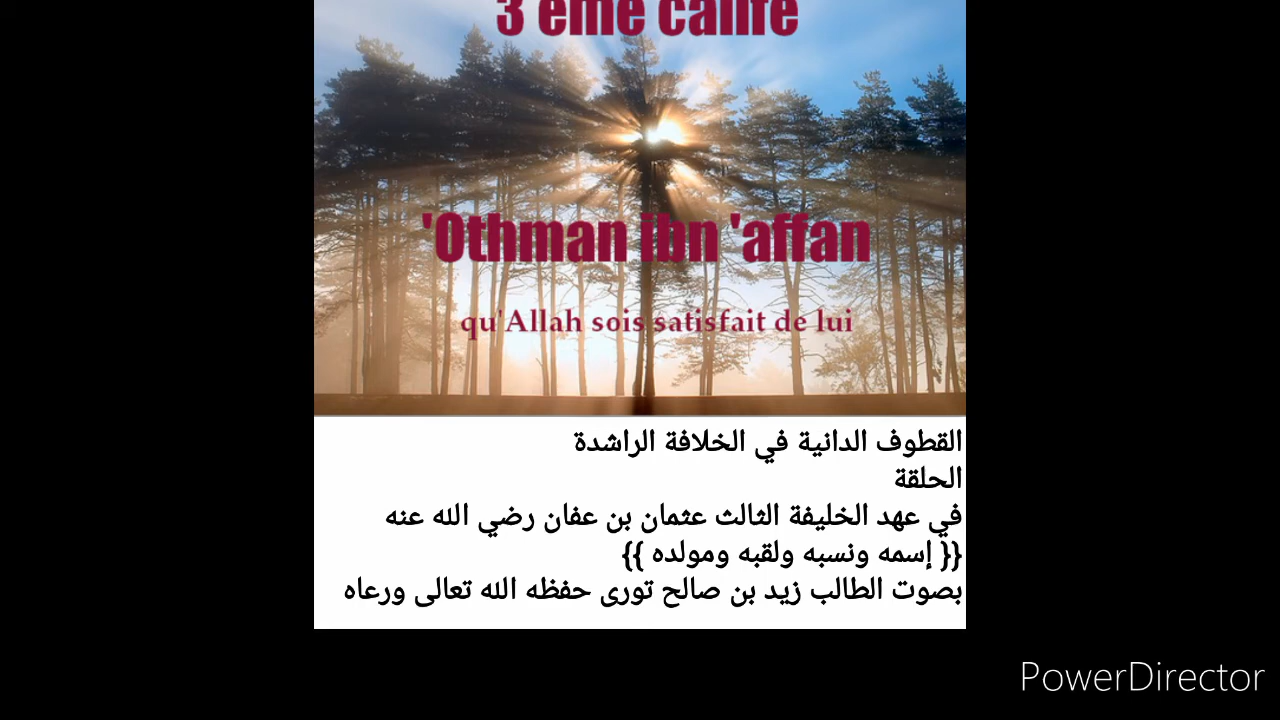 3 ème calife
'Othman ibn 'affan
qu'Allah sois satisfait de lui
القطوف الدانية في الخلافة الراشدة
الحلقة
في عهد الخليفة الثالث عثمان بن عفان رضي الله عنه
{{ إسمه ونسبه ولقبه ومولده }}
بصوت الطالب زيد بن صالح تورى حفظه الله تعالى ورعاه
PowerDirector